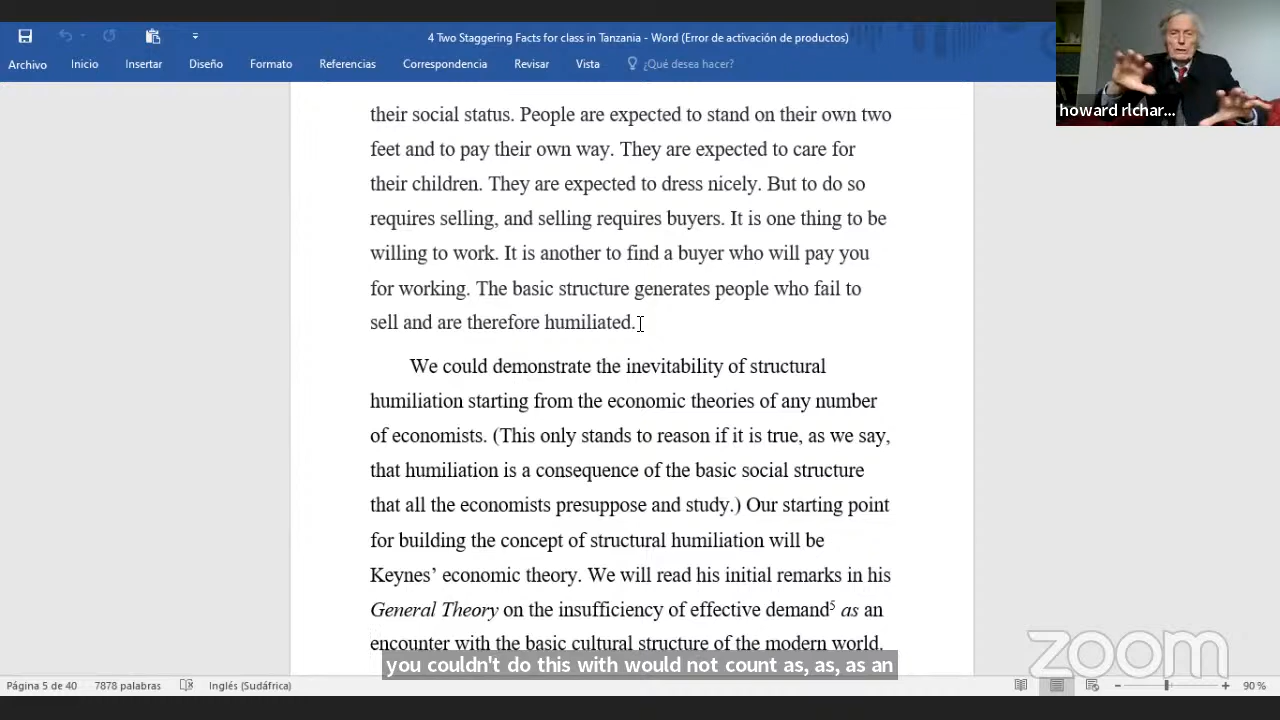 4 Two Staggering Facts for class in Tanzania - Word (Error de activación de productos)
Archivo Inicio Insertar Diseño Formato Referencias Correspondencia Revisar Vista ¿Qué desea hacer?
howard rlchar...
their social status. People are expected to stand on their own two
feet and to pay their own way. They are expected to care for
their children. They are expected to dress nicely. But to do so
requires selling, and selling requires buyers. It is one thing to be
willing to work. It is another to find a buyer who will pay you
for working. The basic structure generates people who fail to
sell and are therefore humiliated.
We could demonstrate the inevitability of structural
humiliation starting from the economic theories of any number
of economists. (This only stands to reason if it is true, as we say,
that humiliation is a consequence of the basic social structure
that all the economists presuppose and study.) Our starting point
for building the concept of structural humiliation will be
Keynes’ economic theory. We will read his initial remarks in his
General Theory on the insufficiency of effective demand5 as an
encounter with the basic cultural structure of the modern world.
you couldn't do this with would not count as, as, as an
zoom
Página 5 de 40 7878 palabras Inglés (Sudáfrica) 90 %